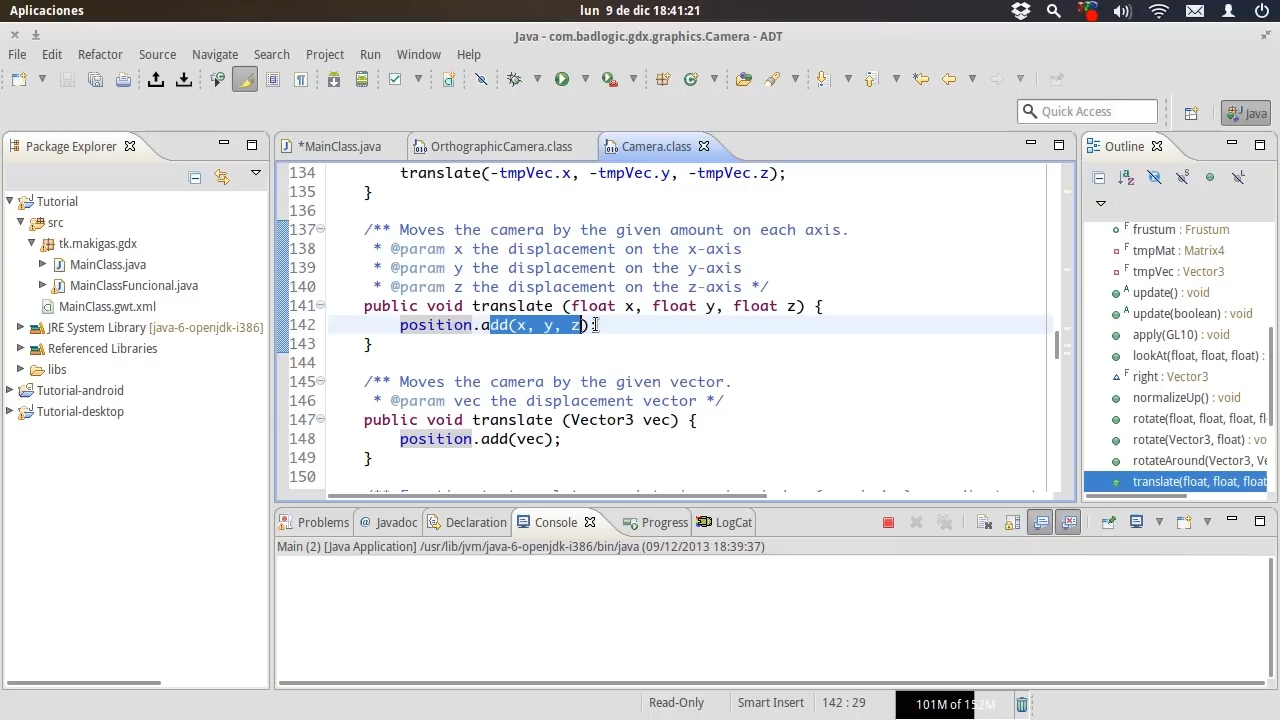 Aplicaciones
lun 9 de dic 18:41:21
Java - com.badlogic.gdx.graphics.Camera - ADT
File Edit Refactor Source Navigate Search Project Run Window Help
Quick Access
Java
Package Explorer
Tutorial
src
tk.makigas.gdx
MainClass.java
MainClassFuncional.java
MainClass.gwt.xml
JRE System Library [java-6-openjdk-i386]
Referenced Libraries
libs
Tutorial-android
Tutorial-desktop
*MainClass.java
OrthographicCamera.class
Camera.class
134 translate(-tmpVec.x, -tmpVec.y, -tmpVec.z);
135 }
136
137 /** Moves the camera by the given amount on each axis.
138 * @param x the displacement on the x-axis
139 * @param y the displacement on the y-axis
140 * @param z the displacement on the z-axis */
141 public void translate (float x, float y, float z) {
142 position.add(x, y, z);
143 }
144
145 /** Moves the camera by the given vector.
146 * @param vec the displacement vector */
147 public void translate (Vector3 vec) {
148 position.add(vec);
149 }
150
Outline
frustum : Frustum
tmpMat : Matrix4
tmpVec : Vector3
update() : void
update(boolean) : void
apply(GL10) : void
lookAt(float, float, float) :
right : Vector3
normalizeUp() : void
rotate(float, float, float, fl
rotate(Vector3, float) : vo
rotateAround(Vector3, Ve
translate(float, float, float
Problems
Javadoc
Declaration
Console
Progress
LogCat
Main (2) [Java Application] /usr/lib/jvm/java-6-openjdk-i386/bin/java (09/12/2013 18:39:37)
Read-Only
Smart Insert
142 : 29
101M of 152M